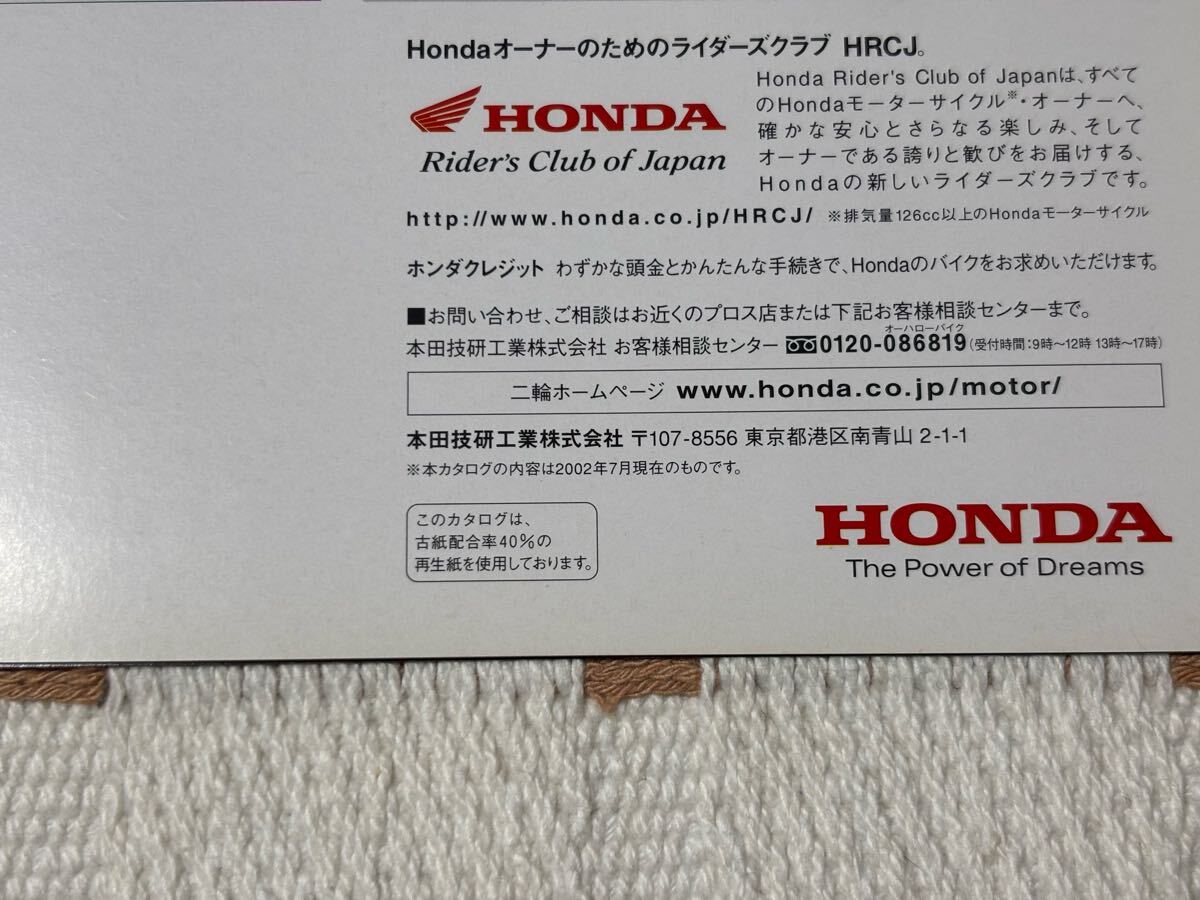 Hondaオーナーのためのライダーズクラブ HRCJ。
HONDA
Rider's Club of Japan
Honda Rider's Club of Japanは、すべて
のHondaモーターサイクル※・オーナーへ、
確かな安心とさらなる楽しみ、そして
オーナーである誇りと歓びをお届けする、
Hondaの新しいライダーズクラブです。
http://www.honda.co.jp/HRCJ/ ※排気量126cc以上のHondaモーターサイクル
ホンダクレジット わずかな頭金とかんたんな手続きで、Hondaのバイクをお求めいただけます。
■お問い合わせ、ご相談はお近くのプロス店または下記お客様相談センターまで。
オーハローバイク
本田技研工業株式会社 お客様相談センター 0120-086819(受付時間:9時〜12時 13時〜17時)
二輪ホームページ www.honda.co.jp/motor/
本田技研工業株式会社 〒107-8556 東京都港区南青山 2-1-1
※本カタログの内容は2002年7月現在のものです。
このカタログは、
古紙配合率40%の
再生紙を使用しております。
HONDA
The Power of Dreams